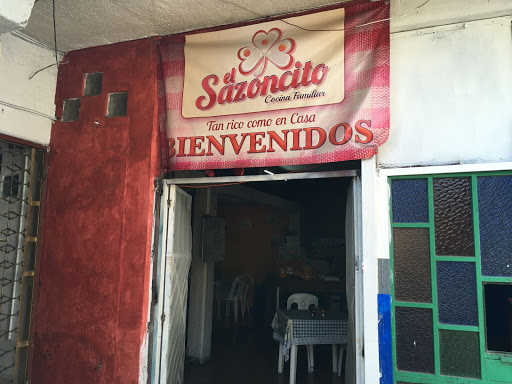 el
Sazoncito
Cocina Familiar
Tan rico como en Casa
BIENVENIDOS